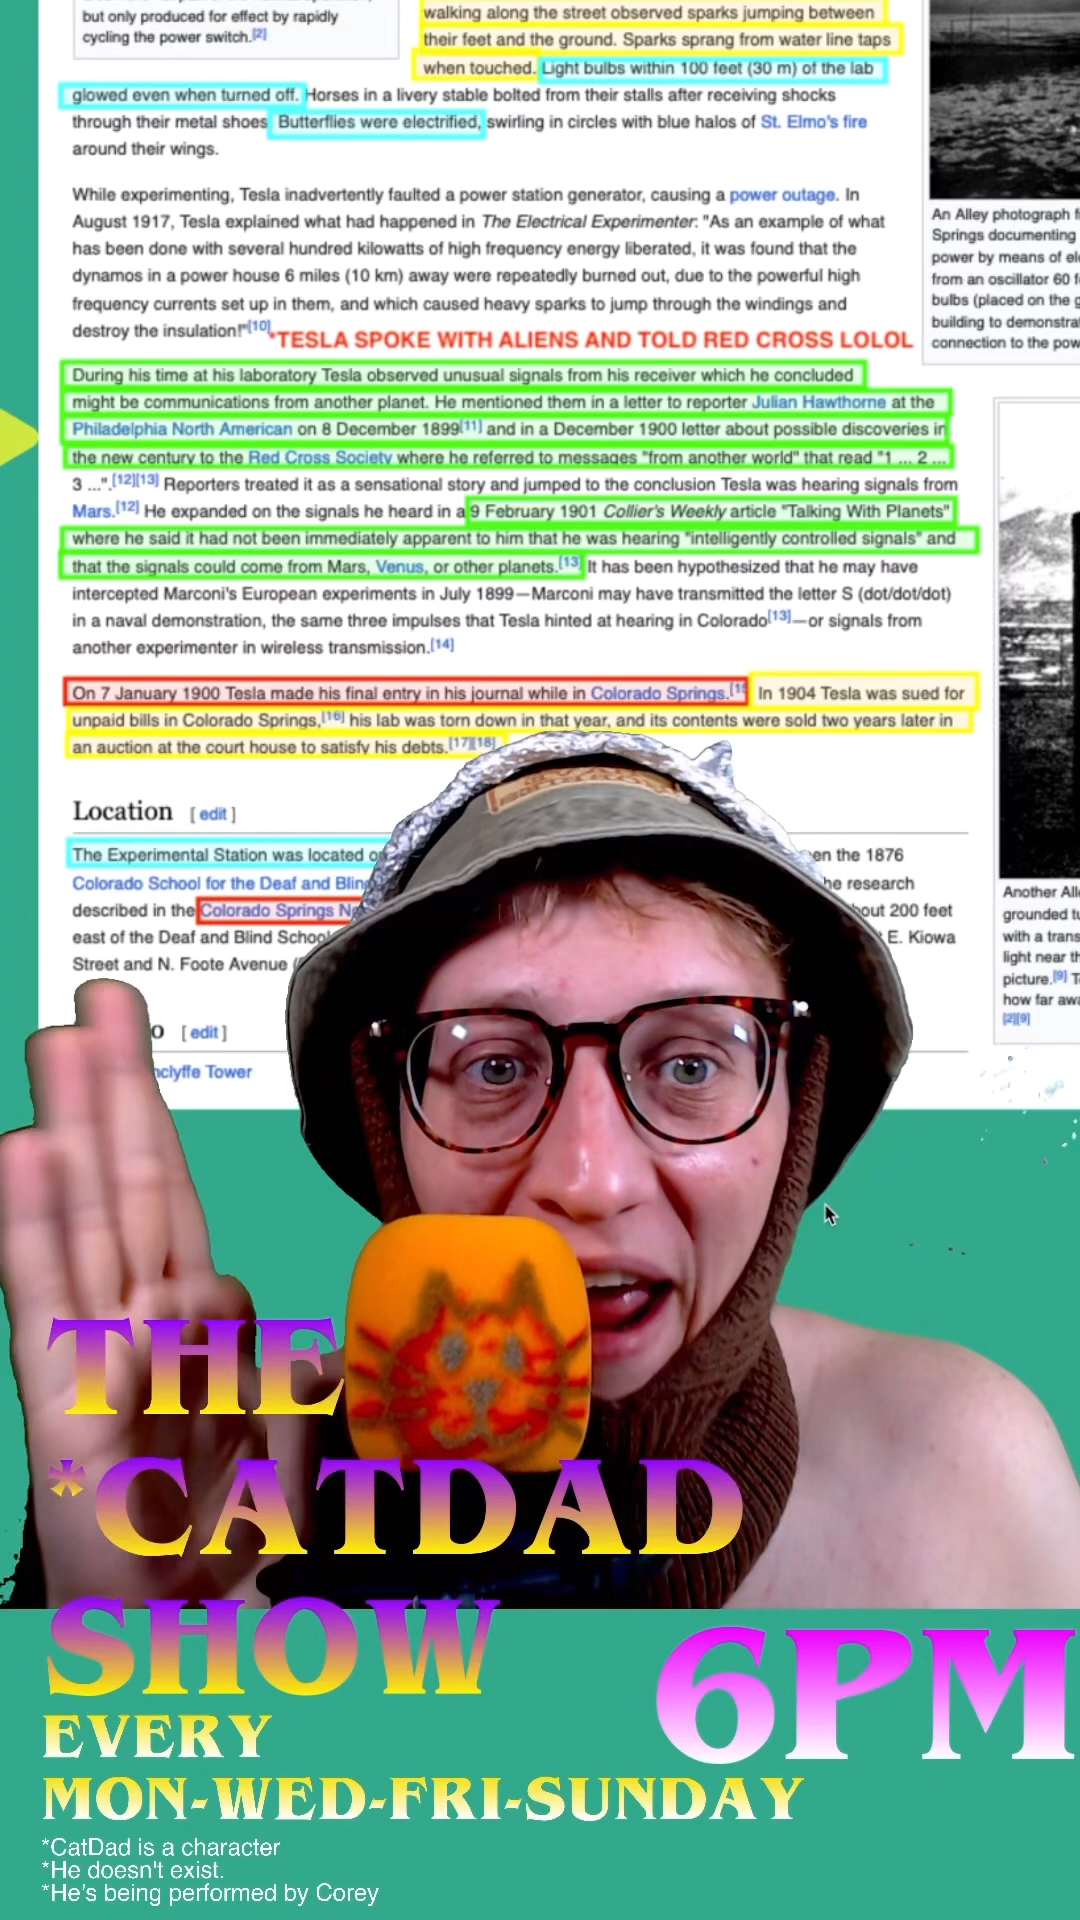 but only produced for effect by rapidly
cycling the power switch.[2]
walking along the street observed sparks jumping between
their feet and the ground. Sparks sprang from water line taps
when touched. Light bulbs within 100 feet (30 m) of the lab
glowed even when turned off. Horses in a livery stable bolted from their stalls after receiving shocks
through their metal shoes. Butterflies were electrified, swirling in circles with blue halos of St. Elmo's fire
around their wings.
While experimenting, Tesla inadvertently faulted a power station generator, causing a power outage. In
August 1917, Tesla explained what had happened in The Electrical Experimenter: "As an example of what
has been done with several hundred kilowatts of high frequency energy liberated, it was found that the
dynamos in a power house 6 miles (10 km) away were repeatedly burned out, due to the powerful high
frequency currents set up in them, and which caused heavy sparks to jump through the windings and
destroy the insulation!"[10]
*TESLA SPOKE WITH ALIENS AND TOLD RED CROSS LOLOL
During his time at his laboratory Tesla observed unusual signals from his receiver which he concluded
might be communications from another planet. He mentioned them in a letter to reporter Julian Hawthorne at the
Philadelphia North American on 8 December 1899[11] and in a December 1900 letter about possible discoveries in
the new century to the Red Cross Society where he referred to messages "from another world" that read "1 ... 2 ...
3 ...".[12][13] Reporters treated it as a sensational story and jumped to the conclusion Tesla was hearing signals from
Mars.[12] He expanded on the signals he heard in a 9 February 1901 Collier's Weekly article "Talking With Planets"
where he said it had not been immediately apparent to him that he was hearing "intelligently controlled signals" and
that the signals could come from Mars, Venus, or other planets.[13] It has been hypothesized that he may have
intercepted Marconi's European experiments in July 1899—Marconi may have transmitted the letter S (dot/dot/dot)
in a naval demonstration, the same three impulses that Tesla hinted at hearing in Colorado[13]—or signals from
another experimenter in wireless transmission.[14]
On 7 January 1900 Tesla made his final entry in his journal while in Colorado Springs.[15 In 1904 Tesla was sued for
unpaid bills in Colorado Springs,[16] his lab was torn down in that year, and its contents were sold two years later in
an auction at the court house to satisfy his debts.[17][18]
Location [ edit ]
The Experimental Station was located en the 1876
Colorado School for the Deaf and Blin he research
described in the Colorado Springs N bout 200 feet
east of the Deaf and Blind School E. Kiowa
Street and N. Foote Avenue
o [ edit ]
nclyffe Tower
An Alley photograph f
Springs documenting
power by means of ele
from an oscillator 60 f
bulbs (placed on the g
building to demonstrat
connection to the pow
Another All
grounded tu
with a trans
light near th
picture.[9] T
how far awa
[2][9]
THE
*CATDAD
SHOW
6PM
EVERY
MON-WED-FRI-SUNDAY
*CatDad is a character
*He doesn't exist.
*He's being performed by Corey